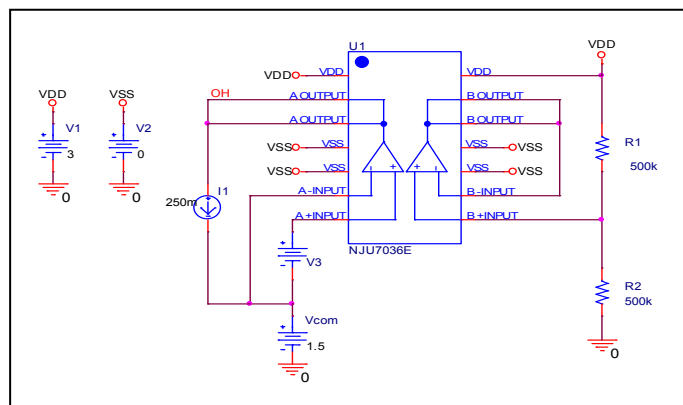 U1
VDD
VDD
VSS
VDD
VDD
VDD
OH
A OUTPUT
B OUTPUT
V1
V2
A OUTPUT
B OUTPUT
3
0
VSS
VSS
VSS
VSS
R1
VSS
VSS
VSS
VSS
500k
0
0
I1
A -INPUT
B -INPUT
250m
A +INPUT
B +INPUT
NJU7036E
V3
R2
500k
Vcom
1.5
0
0